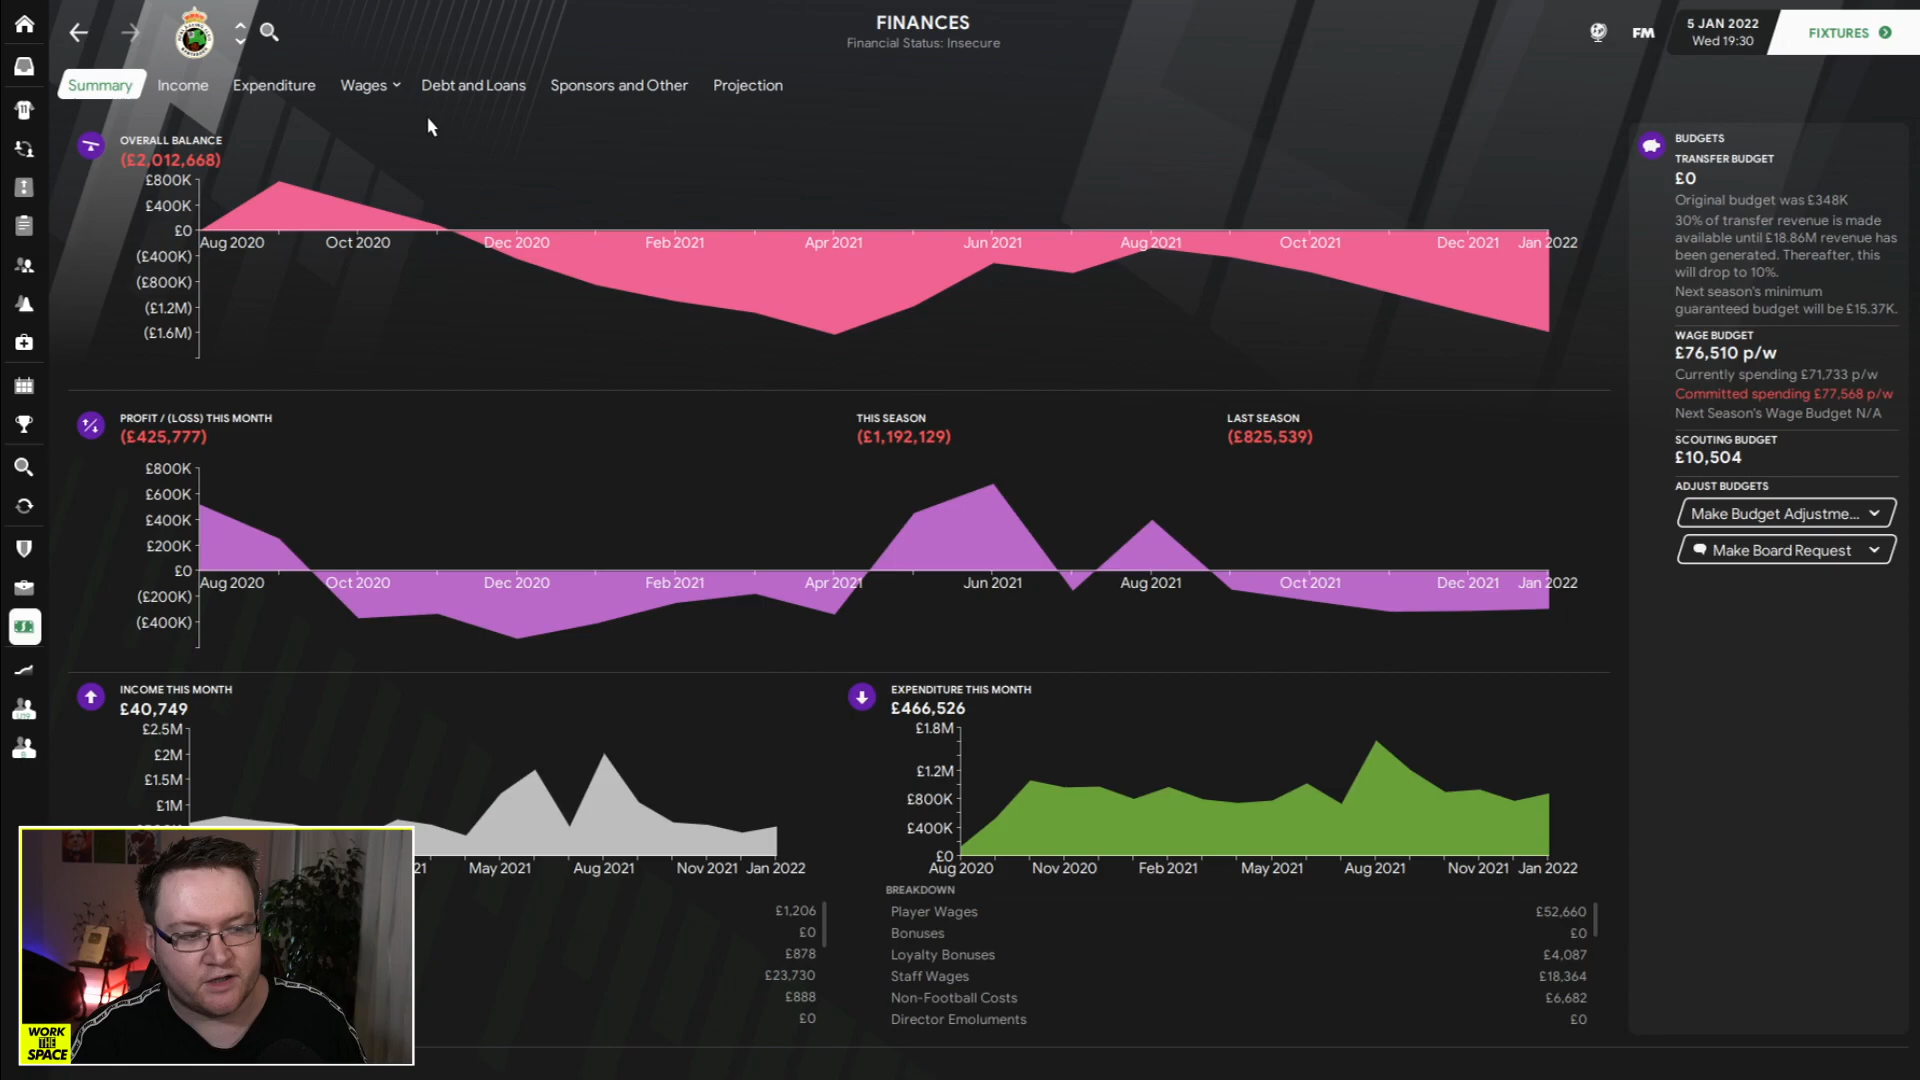 FINANCES
Financial Status: Insecure
FM
5 JAN 2022
Wed 19:30
FIXTURES
Summary
Income
Expenditure
Wages
Debt and Loans
Sponsors and Other
Projection
OVERALL BALANCE
(£2,012,668)
£800K
£400K
£0
(£400K)
(£800K)
(£1.2M)
(£1.6M)
Aug 2020
Oct 2020
Dec 2020
Feb 2021
Apr 2021
Jun 2021
Aug 2021
Oct 2021
Dec 2021
Jan 2022
PROFIT / (LOSS) THIS MONTH
(£425,777)
THIS SEASON
(£1,192,129)
LAST SEASON
(£825,539)
£800K
£600K
£400K
£200K
£0
(£200K)
(£400K)
Aug 2020
Oct 2020
Dec 2020
Feb 2021
Apr 2021
Jun 2021
Aug 2021
Oct 2021
Dec 2021
Jan 2022
INCOME THIS MONTH
£40,749
£2.5M
£2M
£1.5M
£1M
21
May 2021
Aug 2021
Nov 2021
Jan 2022
£1,206
£0
£878
£23,730
£888
£0
EXPENDITURE THIS MONTH
£466,526
£1.8M
£1.2M
£800K
£400K
£0
Aug 2020
Nov 2020
Feb 2021
May 2021
Aug 2021
Nov 2021
Jan 2022
BREAKDOWN
Player Wages £52,660
Bonuses £0
Loyalty Bonuses £4,087
Staff Wages £18,364
Non-Football Costs £6,682
Director Emoluments £0
BUDGETS
TRANSFER BUDGET
£0
Original budget was £348K
30% of transfer revenue is made
available until £18.86M revenue has
been generated. Thereafter, this
will drop to 10%.
Next season's minimum
guaranteed budget will be £15.37K.
WAGE BUDGET
£76,510 p/w
Currently spending £71,733 p/w
Committed spending £77,568 p/w
Next Season's Wage Budget N/A
SCOUTING BUDGET
£10,504
ADJUST BUDGETS
Make Budget Adjustme...
Make Board Request
WORK
THE
SPACE